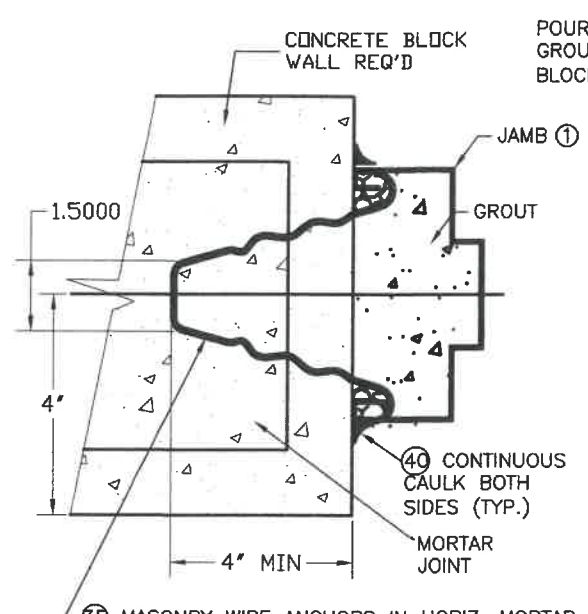 CONCRETE BLOCK
WALL REQ'D
POUR
GROU
BLOC
JAMB ①
1.5000
GROUT
4"
㊵ CONTINUOUS
CAULK BOTH
SIDES (TYP.)
4" MIN
MORTAR
JOINT
MASONRY WIRE ANCHORS IN HORIZ. MORTAR